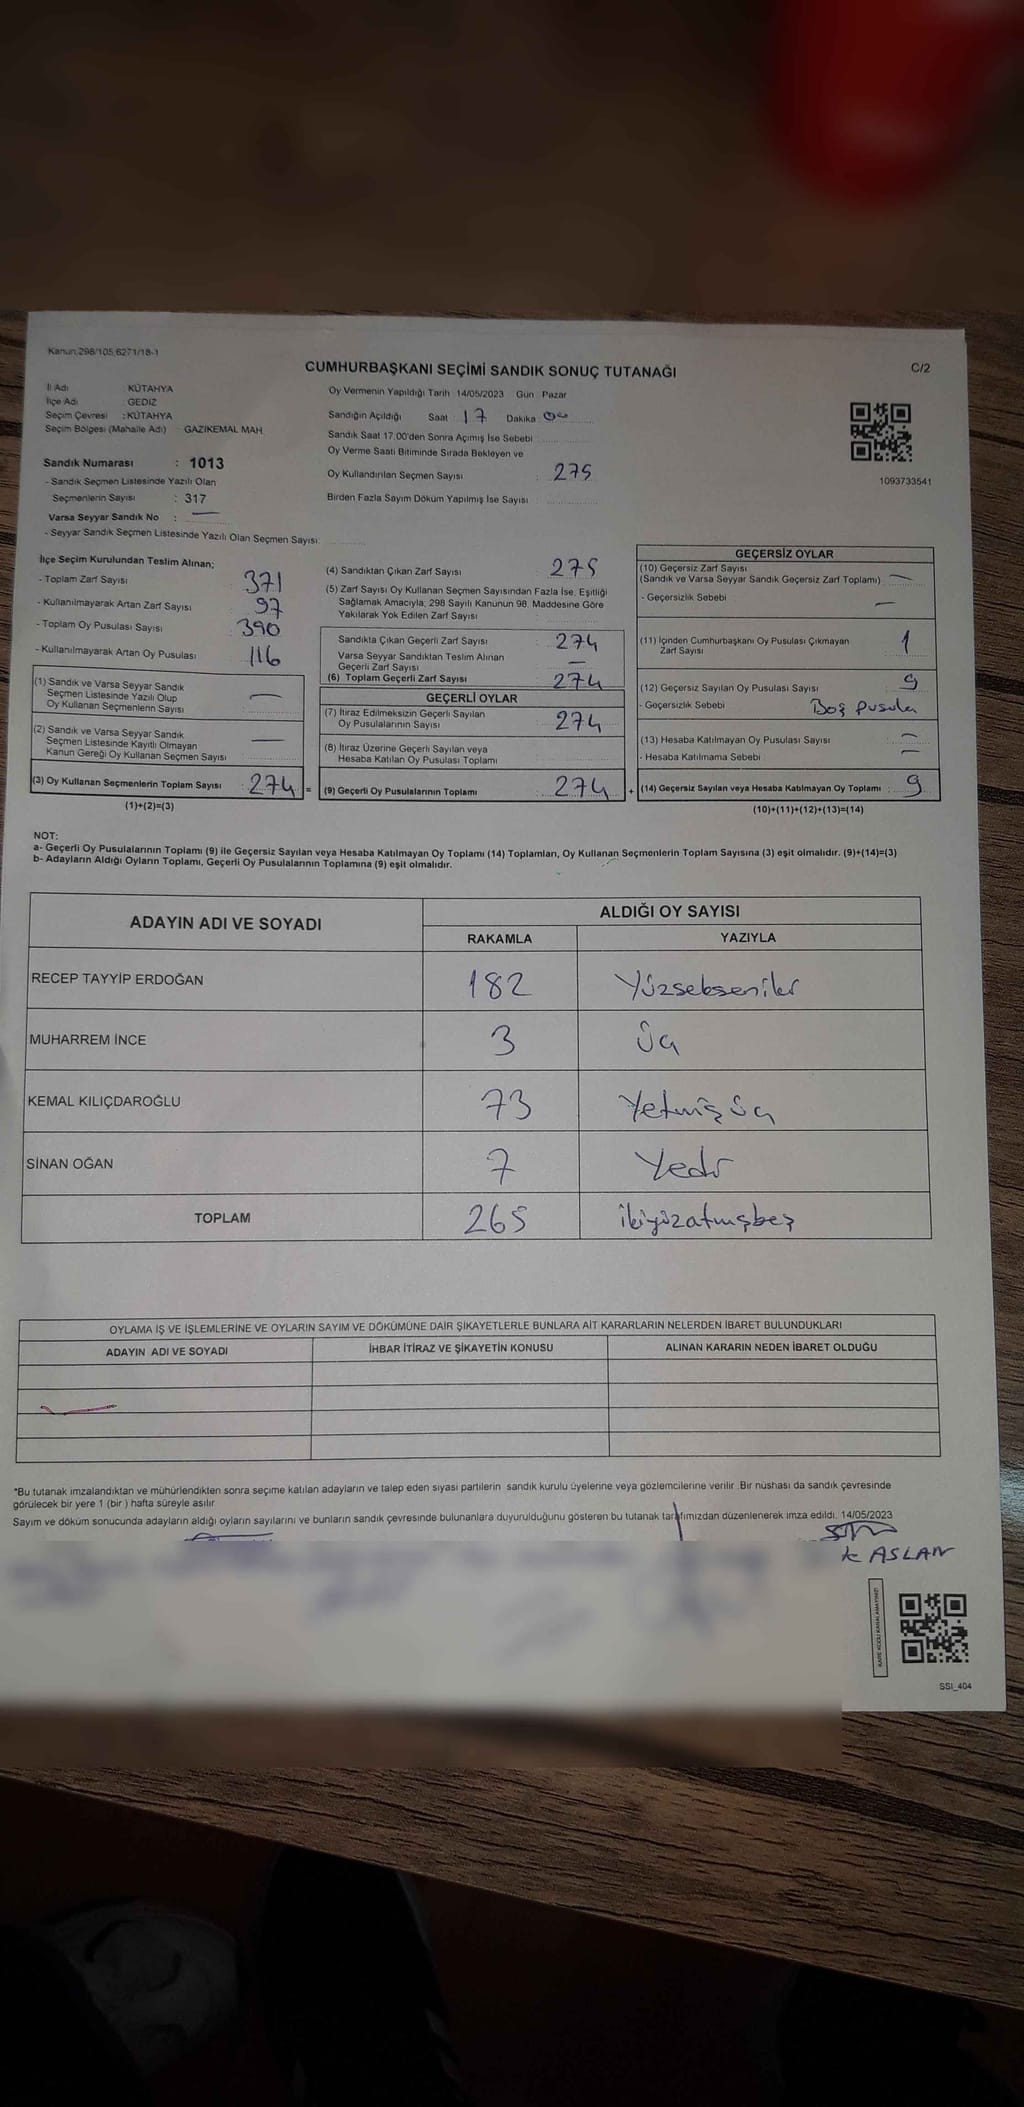 Kanun 298/105,6271/18-1
C/2
CUMHURBAŞKANI SEÇİMİ SANDIK SONUÇ TUTANAĞI
İl Adı KÜTAHYA
İlçe Adı GEDİZ
Seçim Çevresi : KÜTAHYA
Seçim Bölgesi (Mahalle Adı) GAZİKEMAL MAH.
Sandık Numarası : 1013
- Sandık Seçmen Listesinde Yazılı Olan
Seçmenlerin Sayısı : 317
Varsa Seyyar Sandık No : —
- Seyyar Sandık Seçmen Listesinde Yazılı Olan Seçmen Sayısı:
Oy Vermenin Yapıldığı Tarih 14/05/2023 Gün Pazar
Sandığın Açıldığı Saat : 17 Dakika 00
Sandık Saat 17:00'den Sonra Açımış İse Sebebi
Oy Verme Saati Bitiminde Sırada Bekleyen ve
Oy Kullandırılan Seçmen Sayısı : 275
Birden Fazla Sayım Döküm Yapılmış İse Sayısı
1093733541
İlçe Seçim Kurulundan Teslim Alınan;
- Toplam Zarf Sayısı 371
- Kullanılmayarak Artan Zarf Sayısı 97
- Toplam Oy Pusulası Sayısı 390
- Kullanılmayarak Artan Oy Pusulası 116
(1) Sandık ve Varsa Seyyar Sandık
Seçmen Listesinde Yazılı Olup
Oy Kullanan Seçmenlerin Sayısı —
(2) Sandık ve Varsa Seyyar Sandık
Seçmen Listesinde Kayıtlı Olmayan
Kanun Gereği Oy Kullanan Seçmen Sayısı —
(3) Oy Kullanan Seçmenlerin Toplam Sayısı 274 =
(1)+(2)=(3)
(4) Sandıktan Çıkan Zarf Sayısı 275
(5) Zarf Sayısı Oy Kullanan Seçmen Sayısından Fazla İse, Eşitliği
Sağlamak Amacıyla, 298 Sayılı Kanunun 98. Maddesine Göre
Yakılarak Yok Edilen Zarf Sayısı
Sandıkta Çıkan Geçerli Zarf Sayısı 274
Varsa Seyyar Sandıktan Teslim Alınan
Geçerli Zarf Sayısı —
(6) Toplam Geçerli Zarf Sayısı 274
GEÇERLİ OYLAR
(7) İtiraz Edilmeksizin Geçerli Sayılan
Oy Pusulalarının Sayısı 274
(8) İtiraz Üzerine Geçerli Sayılan veya
Hesaba Katılan Oy Pusulası Toplamı
(9) Geçerli Oy Pusulalarının Toplamı 274 +
GEÇERSİZ OYLAR
(10) Geçersiz Zarf Sayısı
(Sandık ve Varsa Seyyar Sandık Geçersiz Zarf Toplamı) —
- Geçersizlik Sebebi —
(11) İçinden Cumhurbaşkanı Oy Pusulası Çıkmayan
Zarf Sayısı 1
(12) Geçersiz Sayılan Oy Pusulası Sayısı 9
- Geçersizlik Sebebi Boş Pusula
(13) Hesaba Katılmayan Oy Pusulası Sayısı —
- Hesaba Katılmama Sebebi —
(14) Geçersiz Sayılan veya Hesaba Katılmayan Oy Toplamı 9
(10)+(11)+(12)+(13)=(14)
NOT:
a- Geçerli Oy Pusulalarının Toplamı (9) ile Geçersiz Sayılan veya Hesaba Katılmayan Oy Toplamı (14) Toplamları, Oy Kullanan Seçmenlerin Toplam Sayısına (3) eşit olmalıdır. (9)+(14)=(3)
b- Adayların Aldığı Oyların Toplamı, Geçerli Oy Pusulalarının Toplamına (9) eşit olmalıdır.
ADAYIN ADI VE SOYADI ALDIĞI OY SAYISI
RAKAMLA YAZIYLA
RECEP TAYYİP ERDOĞAN 182 Yüzsekseniki
MUHARREM İNCE 3 Üç
KEMAL KILIÇDAROĞLU 73 Yetmiş üç
SİNAN OĞAN 7 Yedi
TOPLAM 265 ikiyüzatmışbeş
OYLAMA İŞ VE İŞLEMLERİNE VE OYLARIN SAYIM VE DÖKÜMÜNE DAİR ŞİKAYETLERLE BUNLARA AİT KARARLARIN NELERDEN İBARET BULUNDUKLARI
ADAYIN ADI VE SOYADI İHBAR İTİRAZ VE ŞİKAYETİN KONUSU ALINAN KARARIN NEDEN İBARET OLDUĞU
*Bu tutanak imzalandıktan ve mühürlendikten sonra seçime katılan adayların ve talep eden siyasi partilerin sandık kurulu üyelerine veya gözlemcilerine verilir. Bir nüshası da sandık çevresinde
görülecek bir yere 1 (bir) hafta süreyle asılır
Sayım ve döküm sonucunda adayların aldığı oyların sayılarını ve bunların sandık çevresinde bulunanlara duyurulduğunu gösteren bu tutanak tarafımızdan düzenlenerek imza edildi. 14/05/2023
K ASLAN
KARE KODU KARALAMAYINIZ!
SSI_404